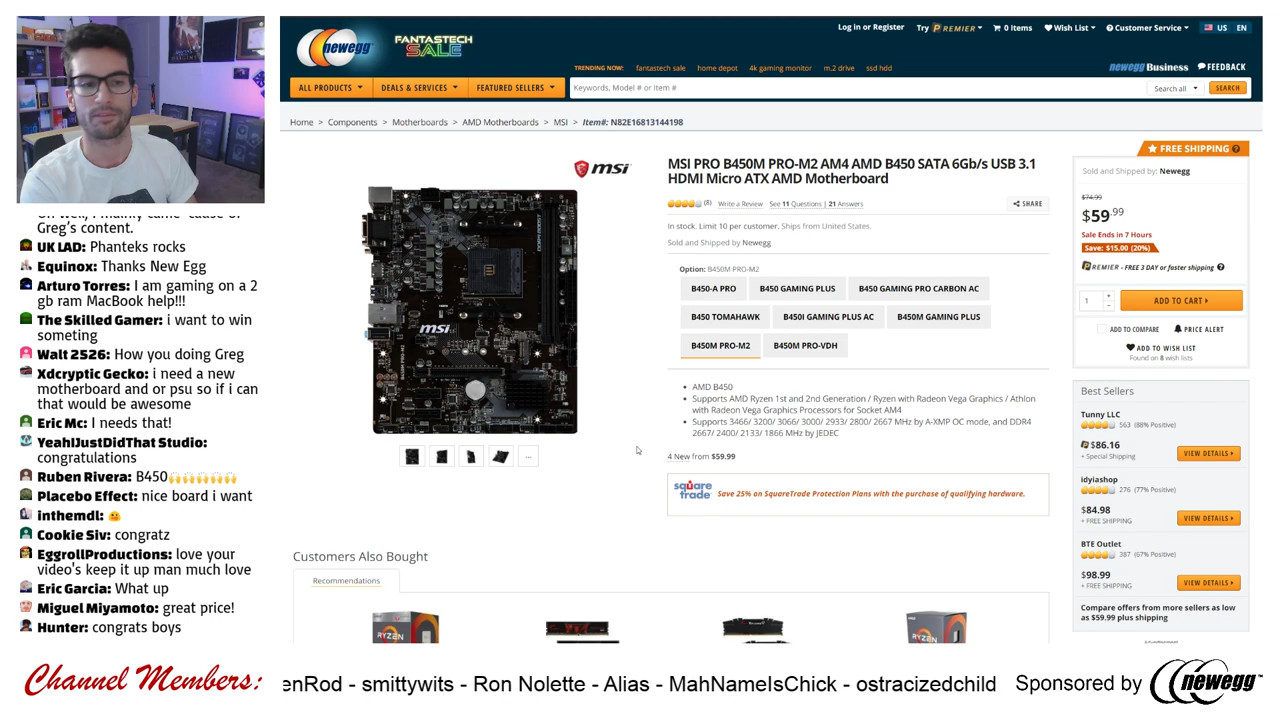 newegg
FANTASTECH
SALE
Log in or Register
Try PREMIER
0 Items
Wish List
Customer Service
US
EN
TRENDING NOW: fantastech sale home depot 4k gaming monitor m.2 drive ssd hdd
newegg Business
FEEDBACK
ALL PRODUCTS
DEALS & SERVICES
FEATURED SELLERS
Keywords, Model # or Item #
Search all
SEARCH
Home > Components > Motherboards > AMD Motherboards > MSI > Item#: N82E16813144198
msi
msi
MSI PRO B450M PRO-M2 AM4 AMD B450 SATA 6Gb/s USB 3.1
HDMI Micro ATX AMD Motherboard
(8) Write a Review See 11 Questions | 21 Answers
SHARE
In stock. Limit 10 per customer. Ships from United States.
Sold and Shipped by Newegg
Option: B450M PRO-M2
B450-A PRO
B450 GAMING PLUS
B450 GAMING PRO CARBON AC
B450 TOMAHAWK
B450I GAMING PLUS AC
B450M GAMING PLUS
B450M PRO-M2
B450M PRO-VDH
AMD B450
Supports AMD Ryzen 1st and 2nd Generation / Ryzen with Radeon Vega Graphics / Athlon
with Radeon Vega Graphics Processors for Socket AM4
Supports 3466/ 3200/ 3066/ 3000/ 2933/ 2800/ 2667 MHz by A-XMP OC mode, and DDR4
2667/ 2400/ 2133/ 1866 MHz by JEDEC
4 New from $59.99
square
trade
Save 25% on SquareTrade Protection Plans with the purchase of qualifying hardware.
Customers Also Bought
Recommendations
RYZEN
RYZEN
FREE SHIPPING
Sold and Shipped by: Newegg
$74.99
$59.99
Sale Ends in 7 Hours
Save: $15.00 (20%)
PREMIER - FREE 3 DAY or faster shipping
1
ADD TO CART
ADD TO COMPARE
PRICE ALERT
ADD TO WISH LIST
Found on 8 wish lists
Best Sellers
Tunny LLC
563 (88% Positive)
$86.16
+ Special Shipping
VIEW DETAILS
idyiashop
276 (77% Positive)
$84.98
+ FREE SHIPPING
VIEW DETAILS
BTE Outlet
387 (67% Positive)
$98.99
+ FREE SHIPPING
VIEW DETAILS
Compare offers from more sellers as low
as $59.99 plus shipping
Greg's content.
UK LAD: Phanteks rocks
Equinox: Thanks New Egg
Arturo Torres: I am gaming on a 2
gb ram MacBook help!!!
The Skilled Gamer: i want to win
someting
Walt 2526: How you doing Greg
Xdcryptic Gecko: i need a new
motherboard and or psu so if i can
that would be awesome
Eric Mc: I needs that!
YeahIJustDidThat Studio:
congratulations
Ruben Rivera: B450🙌🙌🙌🙌🙌🙌
Placebo Effect: nice board i want
inthemdl:
Cookie Siv: congratz
EggrollProductions: love your
video's keep it up man much love
Eric Garcia: What up
Miguel Miyamoto: great price!
Hunter: congrats boys
Channel Members:
enRod - smittywits - Ron Nolette - Alias - MahNameIsChick - ostracizedchild
Sponsored by newegg